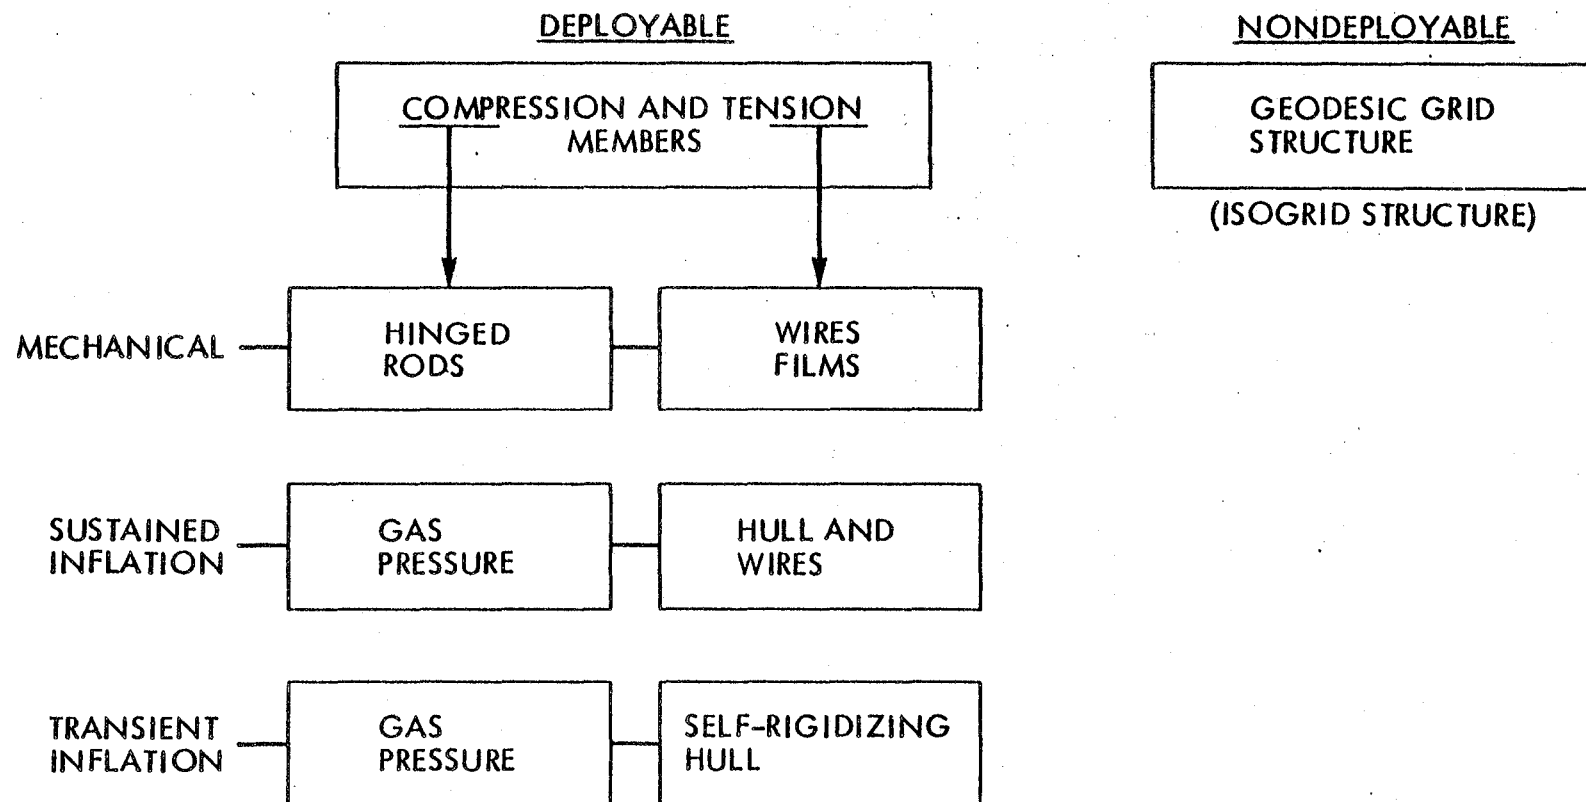 DEPLOYABLE
COMPRESSION AND TENSION
MEMBERS
NONDEPLOYABLE
GEODESIC GRID
STRUCTURE
(ISOGRID STRUCTURE)
MECHANICAL
HINGED
RODS
WIRES
FILMS
SUSTAINED
INFLATION
GAS
PRESSURE
HULL AND
WIRES
TRANSIENT
INFLATION
GAS
PRESSURE
SELF-RIGIDIZING
HULL